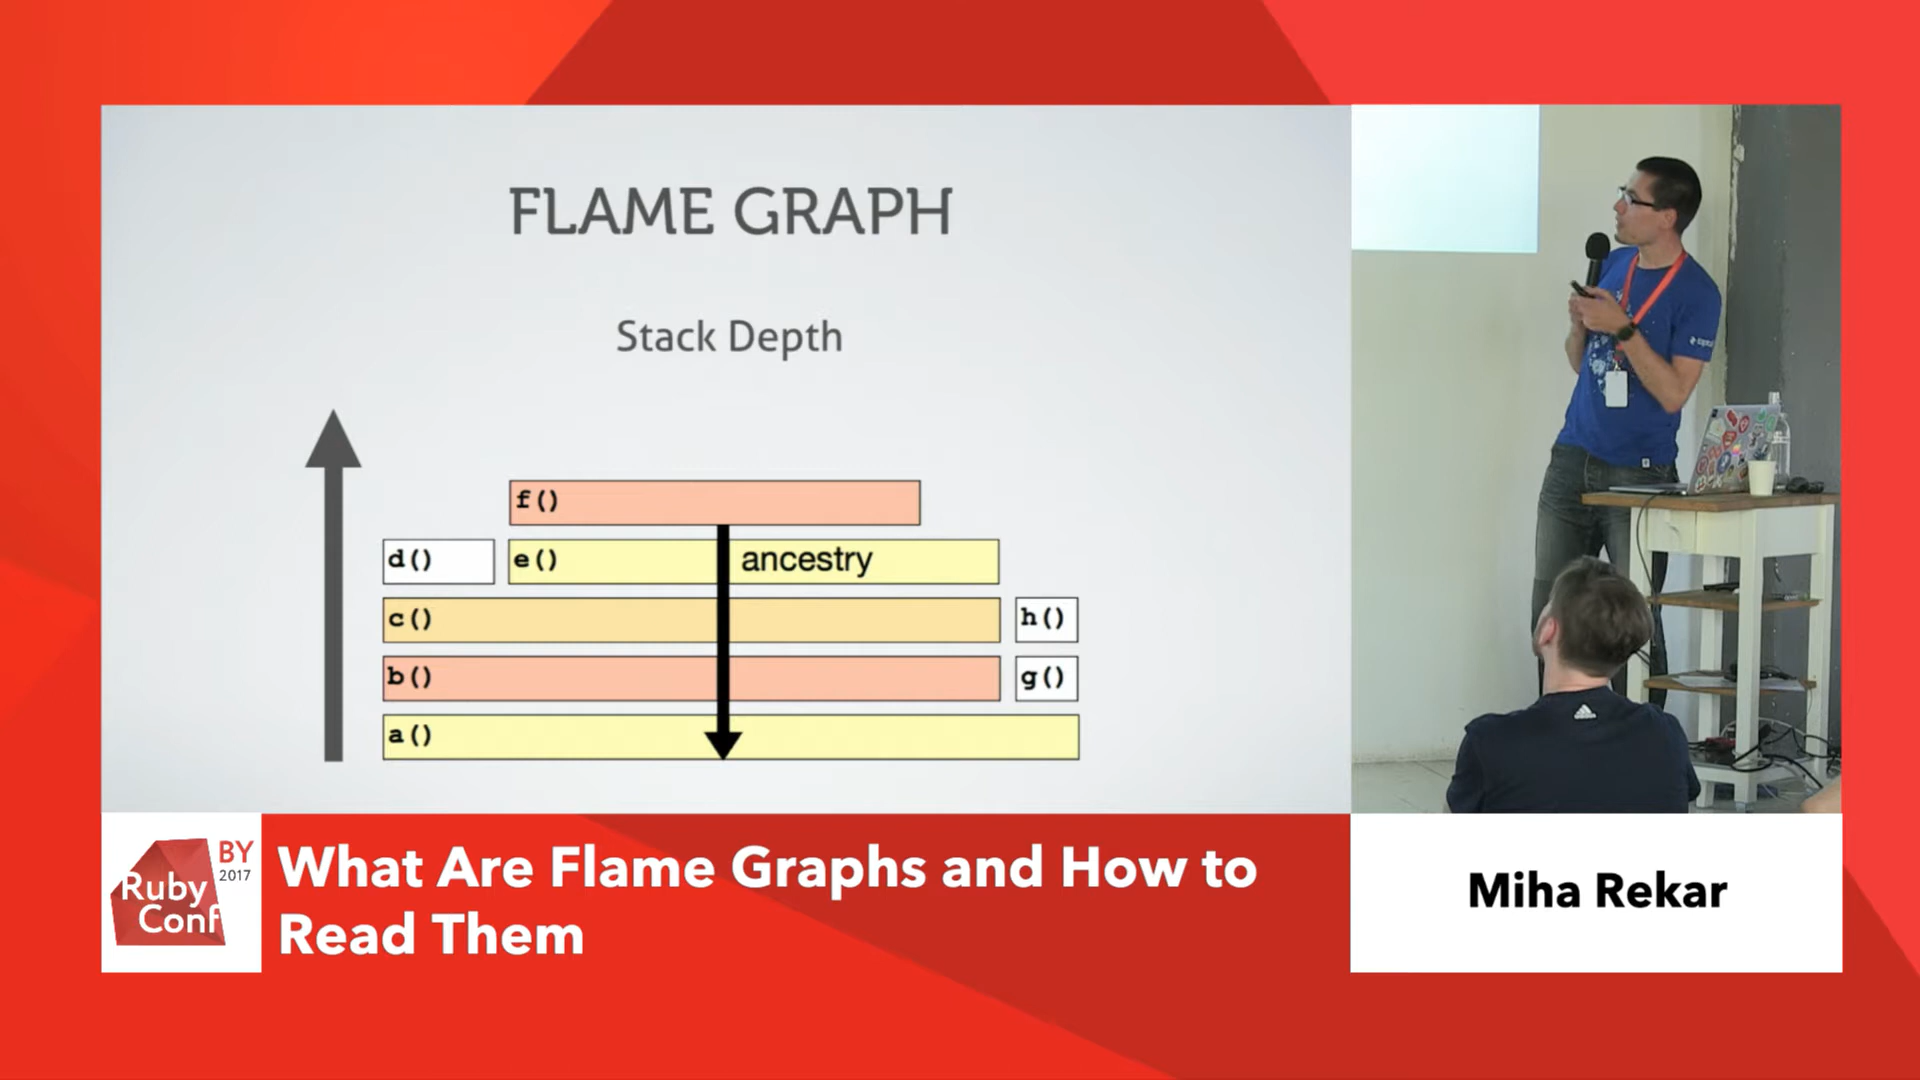 FLAME GRAPH
Stack Depth
f()
d() e() ancestry
c() h()
b() g()
a()
Ruby
Conf
BY
2017
What Are Flame Graphs and How to
Read Them
Miha Rekar